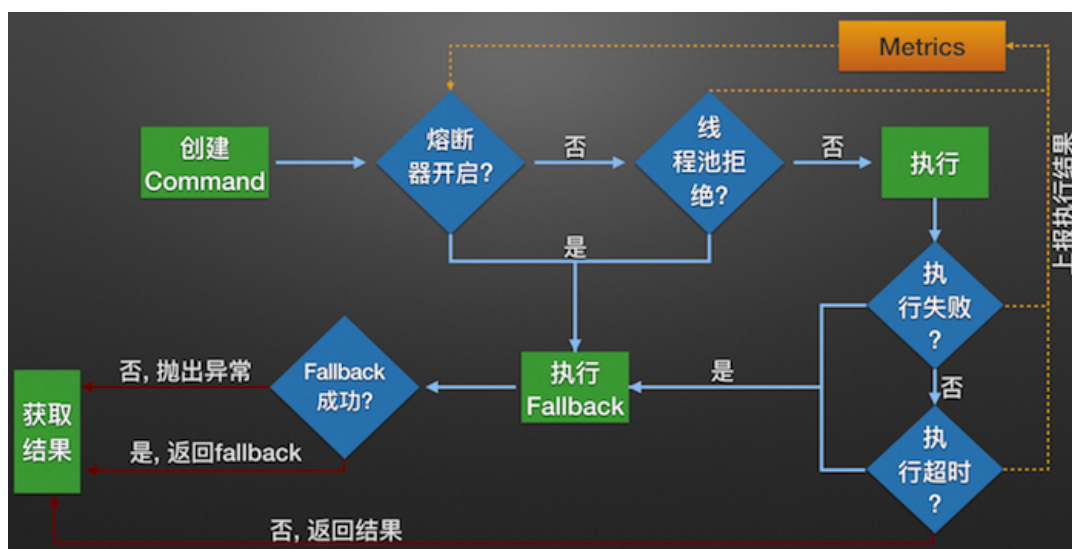 Metrics
创建
Command
熔断
器开启?
否
线
程池拒
绝?
否
执行
上报执行结果
是
执
行失败
?
否, 抛出异常
Fallback
成功?
执行
Fallback
是
否
获取
结果
是, 返回fallback
执
行超时
?
否, 返回结果